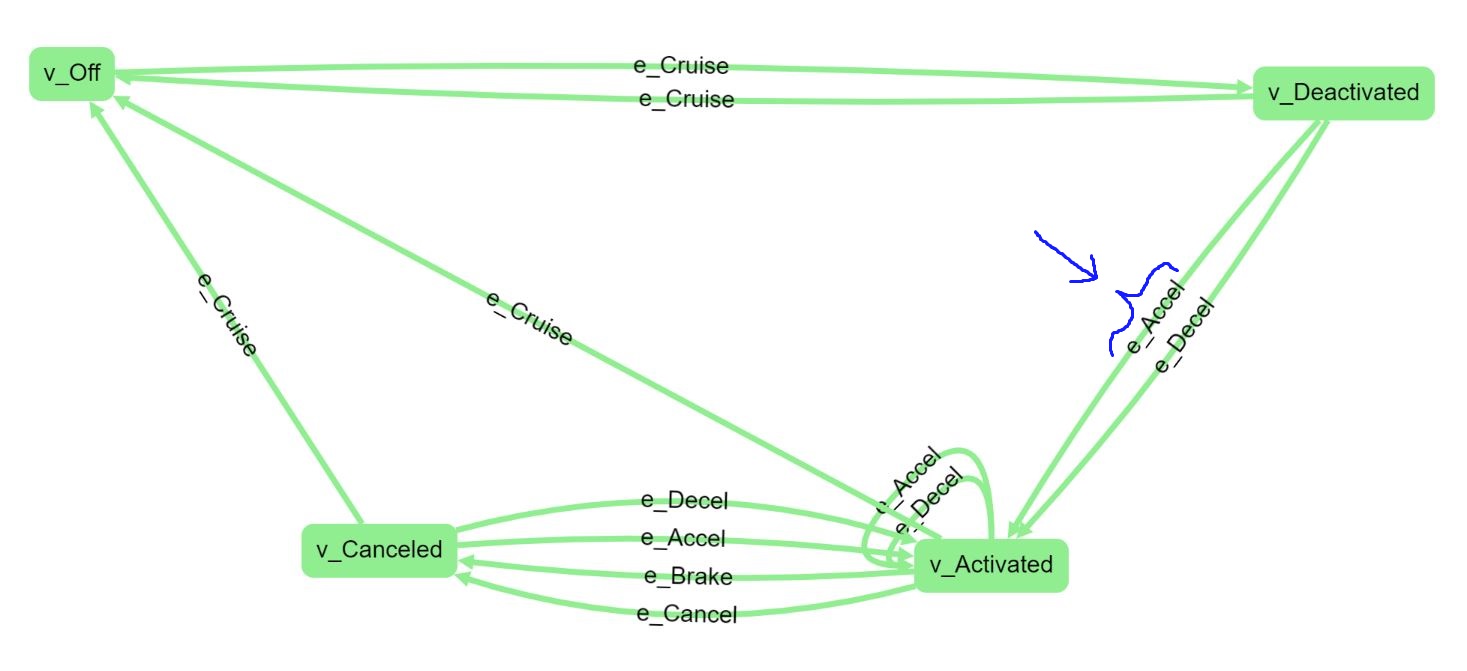 v_Off
e_Cruise
v_Deactivated
e_Cruise
e_Cruise
e_Cruise
e_Accel
e_Decel
e_Accel
e_Decel
v_Canceled
e_Decel
e_Accel
e_Brake
e_Cancel
v_Activated